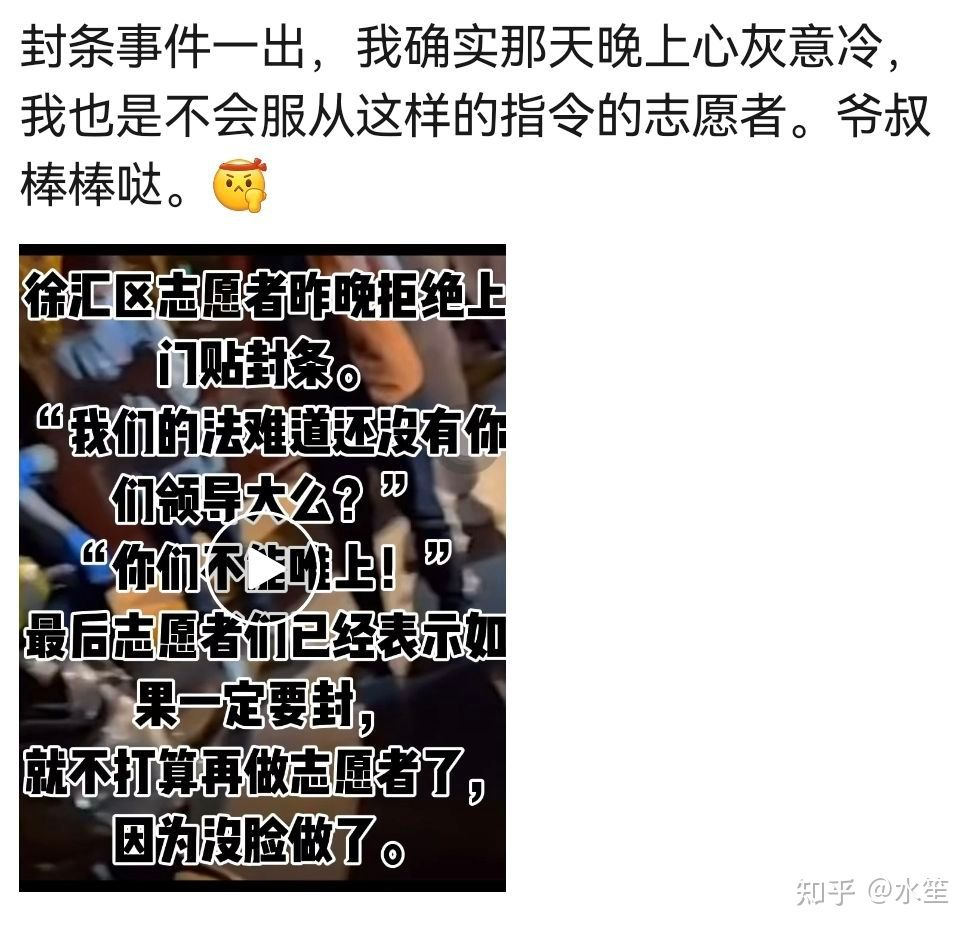 封条事件一出，我确实那天晚上心灰意冷，
我也是不会服从这样的指令的志愿者。爷叔
棒棒哒。
徐汇区志愿者昨晚拒绝上
门贴封条。
“我们的法难道还没有你
们领导大么？”
“你们不能唯上！”
最后志愿者们已经表示如
果一定要封，
就不打算再做志愿者了，
因为没脸做了。
知乎 @水笙